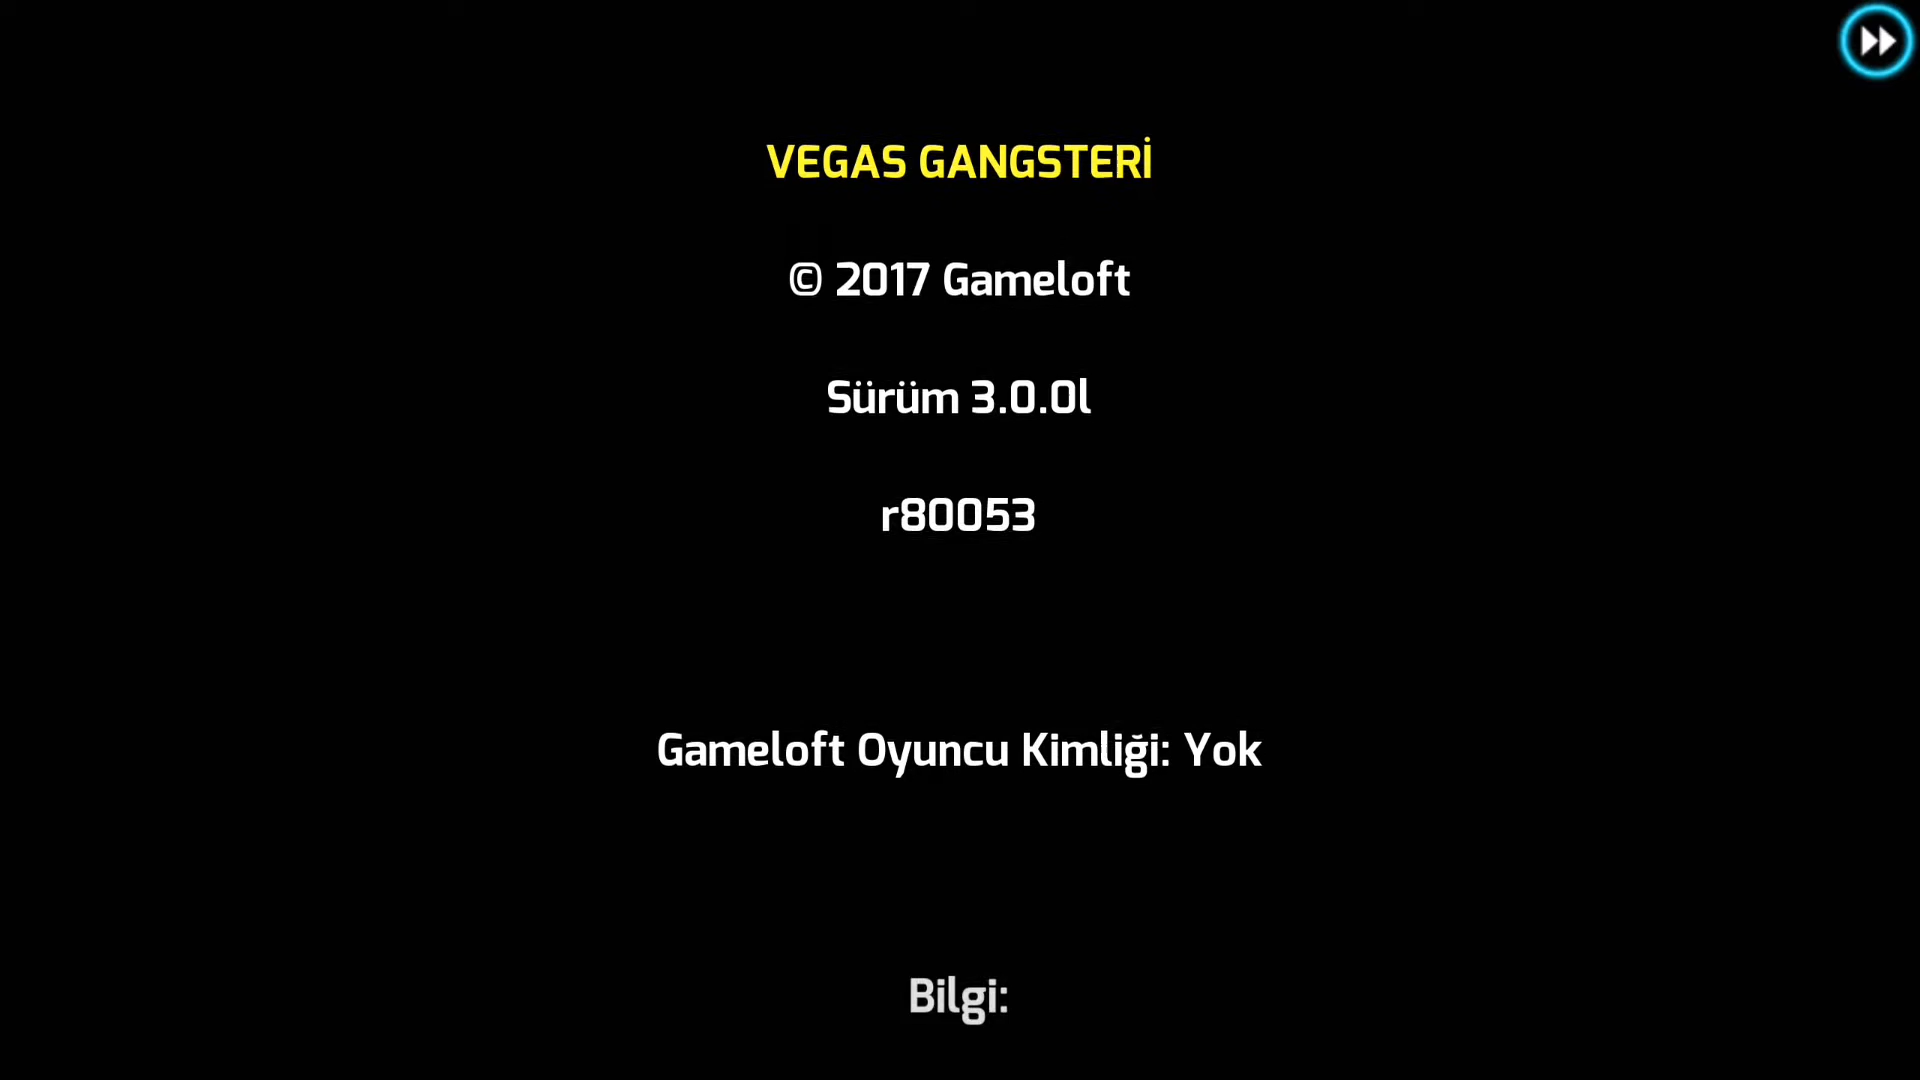 VEGAS GANGSTERİ
© 2017 Gameloft
Sürüm 3.0.0l
r80053
Gameloft Oyuncu Kimliği: Yok
Bilgi: